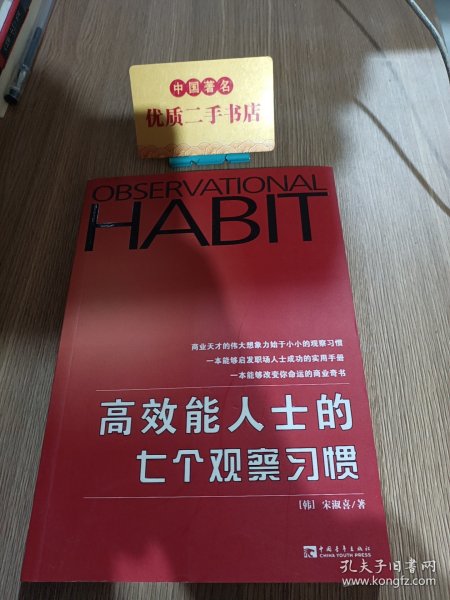 中国著名
优质二手书店
OBSERVATIONAL
HABIT
商业天才的伟大想象力始于小小的观察习惯
一本能够启发职场人士成功的实用手册
一本能够改变你命运的商业奇书
高效能人士的
七个观察习惯
[韩] 宋淑喜/著
中国青年出版社
CHINA YOUTH PRESS
孔夫子旧书网
www.kongfz.com